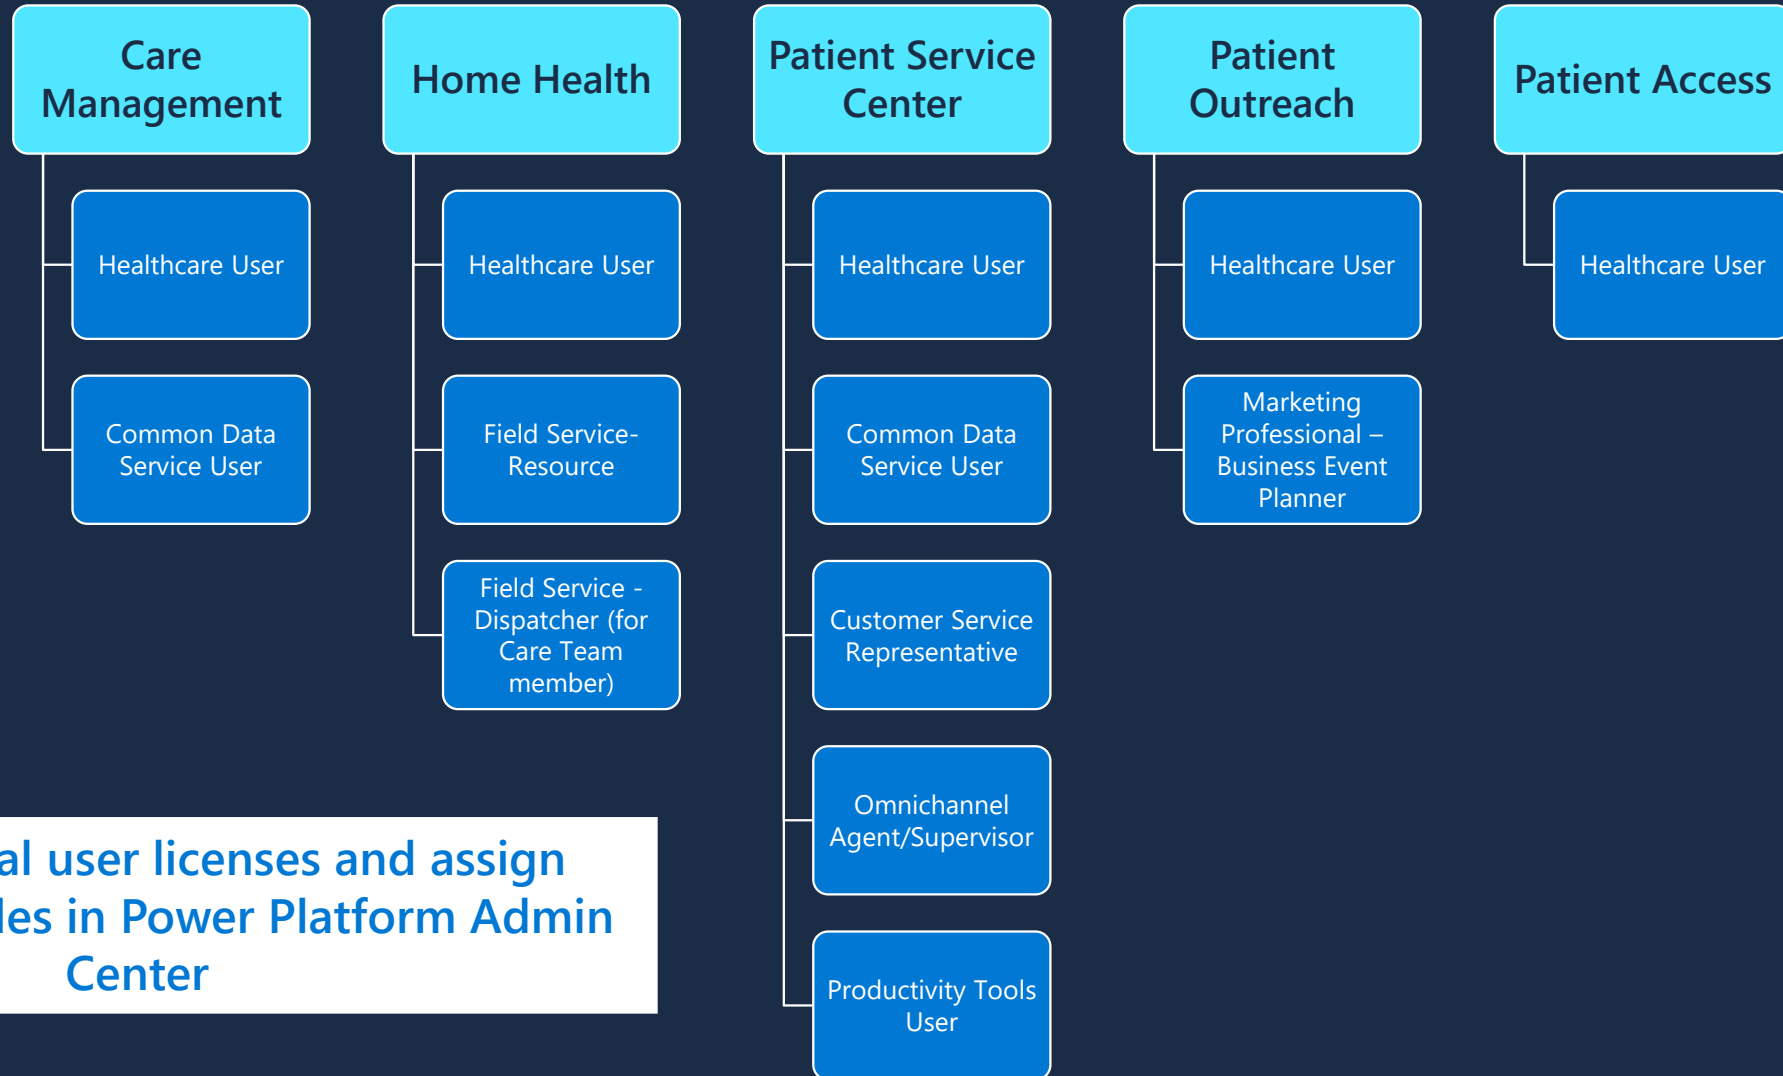 Care
Management
Healthcare User
Common Data
Service User
Home Health
Healthcare User
Field Service-
Resource
Field Service -
Dispatcher (for
Care Team
member)
Patient Service
Center
Healthcare User
Common Data
Service User
Customer Service
Representative
Omnichannel
Agent/Supervisor
Productivity Tools
User
Patient
Outreach
Healthcare User
Marketing
Professional –
Business Event
Planner
Patient Access
Healthcare User
user licenses and assign
in Power Platform Admin
Center